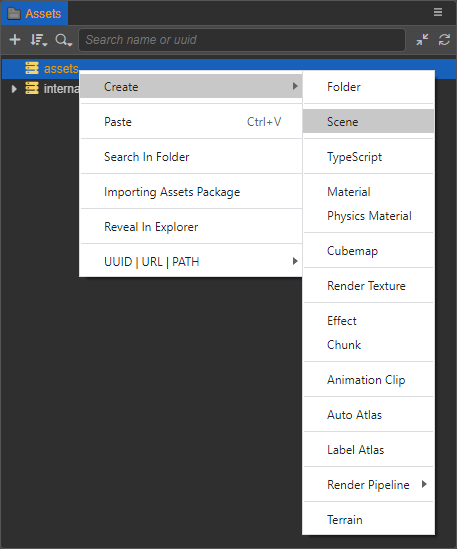 Assets
Search name or uuid
assets
interna
Create
Paste Ctrl+V
Search In Folder
Importing Assets Package
Reveal In Explorer
UUID | URL | PATH
Folder
Scene
TypeScript
Material
Physics Material
Cubemap
Render Texture
Effect
Chunk
Animation Clip
Auto Atlas
Label Atlas
Render Pipeline
Terrain